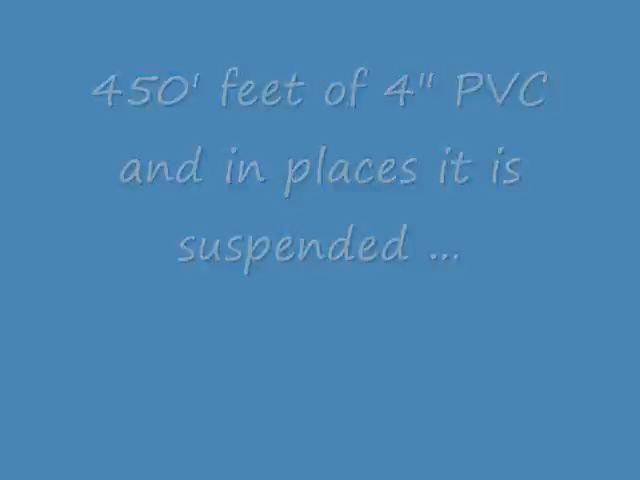 450' feet of 4" PVC
and in places it is
suspended ...